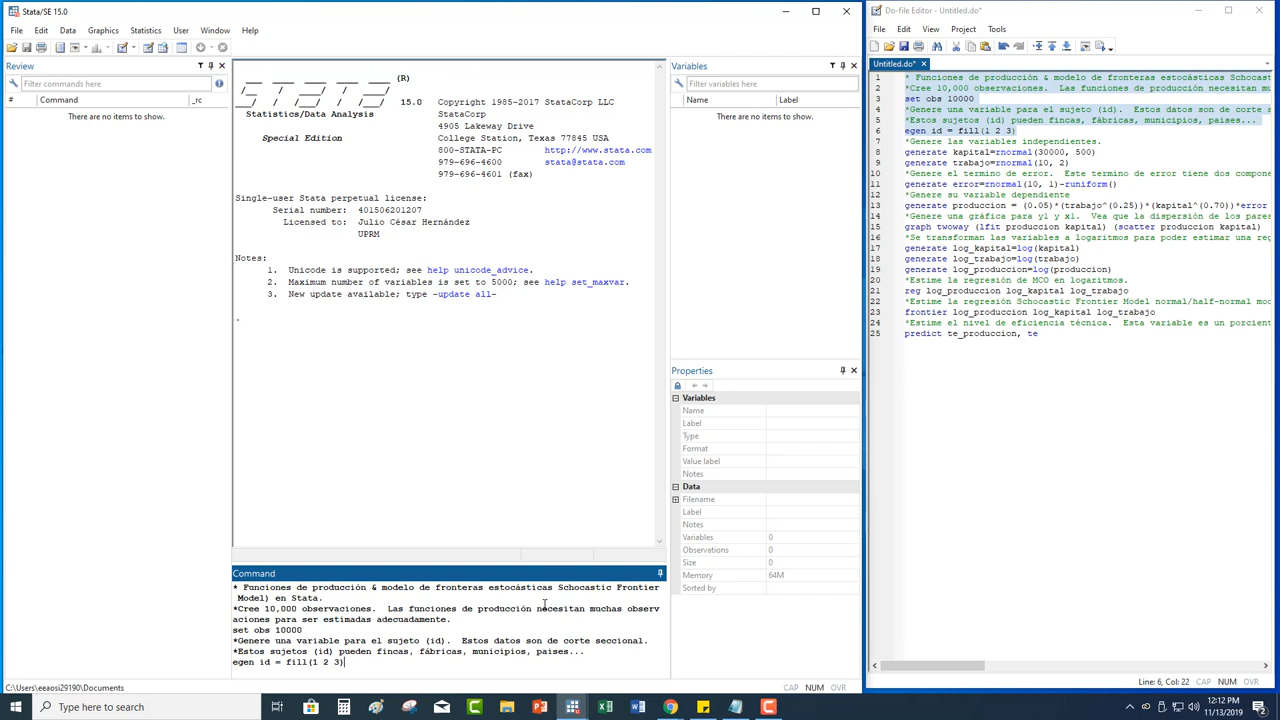 Stata/SE 15.0
File Edit Data Graphics Statistics User Window Help
Review
Filter commands here
# Command _rc
There are no items to show.
(R)
15.0 Copyright 1985-2017 StataCorp LLC
Statistics/Data Analysis StataCorp
4905 Lakeway Drive
Special Edition College Station, Texas 77845 USA
800-STATA-PC http://www.stata.com
979-696-4600 stata@stata.com
979-696-4601 (fax)
Single-user Stata perpetual license:
Serial number: 401506201207
Licensed to: Julio César Hernández
UPRM
Notes:
1. Unicode is supported; see help unicode_advice.
2. Maximum number of variables is set to 5000; see help set_maxvar.
3. New update available; type -update all-
.
Command
* Funciones de producción & modelo de fronteras estocásticas Schocastic Frontier
Model) en Stata.
*Cree 10,000 observaciones. Las funciones de producción necesitan muchas observ
aciones para ser estimadas adecuadamente.
set obs 10000
*Genere una variable para el sujeto (id). Estos datos son de corte seccional.
*Estos sujetos (id) pueden fincas, fábricas, municipios, paises...
egen id = fill(1 2 3)
Variables
Filter variables here
Name Label
There are no items to show.
Properties
Variables
Name
Label
Type
Format
Value label
Notes
Data
Filename
Label
Notes
Variables 0
Observations 0
Size 0
Memory 64M
Sorted by
C:\Users\eeaosi29190\Documents
CAP NUM OVR
Do-file Editor - Untitled.do*
File Edit View Project Tools
Untitled.do*
1 * Funciones de producción & modelo de fronteras estocásticas Schocast
2 *Cree 10,000 observaciones. Las funciones de producción necesitan mu
3 set obs 10000
4 *Genere una variable para el sujeto (id). Estos datos son de corte s
5 *Estos sujetos (id) pueden fincas, fábricas, municipios, paises...
6 egen id = fill(1 2 3)
7 *Genere las variables independientes.
8 generate kapital=rnormal(30000, 500)
9 generate trabajo=rnormal(10, 2)
10 *Genere el termino de error. Este termino de error tiene dos compone
11 generate error=rnormal(10, 1)-runiform()
12 *Genere su variable dependiente
13 generate produccion = (0.05)*(trabajo^(0.25))*(kapital^(0.70))*error
14 *Genere una gráfica para y1 y x1. Vea que la dispersión de los pares
15 graph twoway (lfit produccion kapital) (scatter produccion kapital)
16 *Se transforman las variables a logaritmos para poder estimar una reg
17 generate log_kapital=log(kapital)
18 generate log_trabajo=log(trabajo)
19 generate log_produccion=log(produccion)
20 *Estime la regresión de MCO en logaritmos.
21 reg log_produccion log_kapital log_trabajo
22 *Estime la regresión Schocastic Frontier Model normal/half-normal mod
23 frontier log_produccion log_kapital log_trabajo
24 *Estime el nivel de eficiencia técnica. Esta variable es un porcien
25 predict te_produccion, te
Line: 6, Col: 22 CAP NUM OVR
Type here to search
12:12 PM
11/13/2019